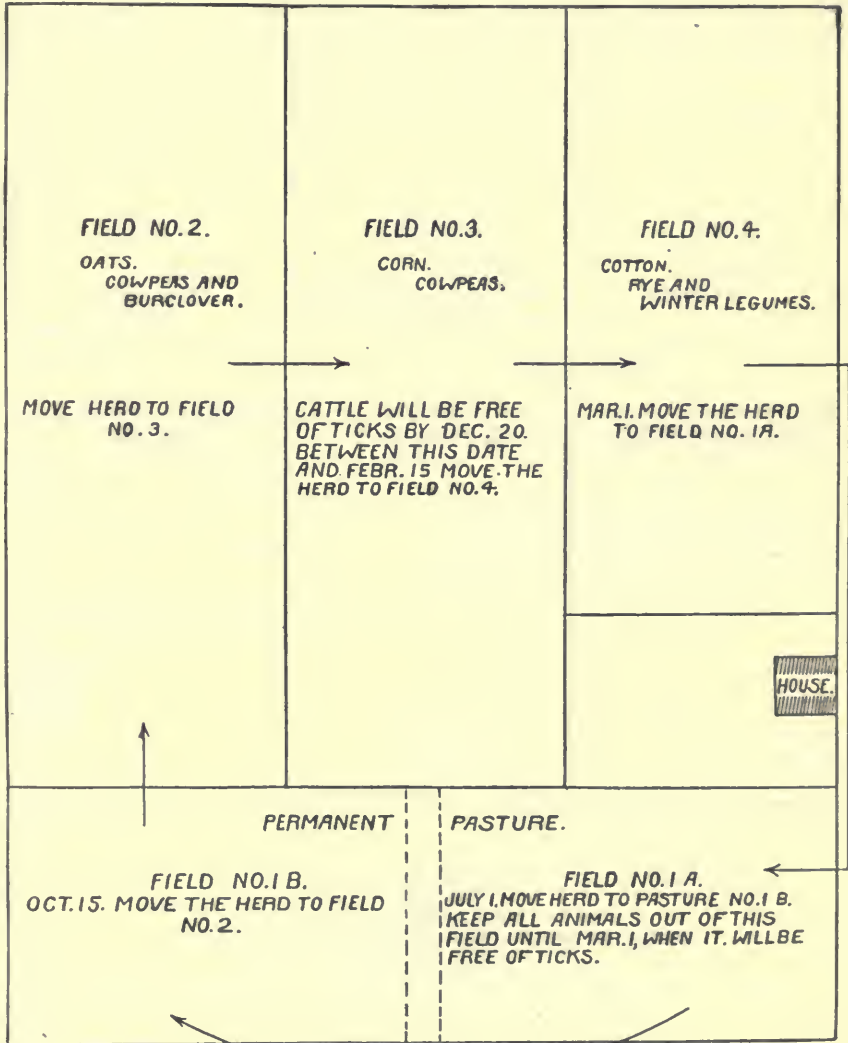 FIELD NO. 2.
OATS.
COWPEAS AND
BURCLOVER.
MOVE HERD TO FIELD
NO. 3.
FIELD NO. 3.
CORN.
COWPEAS.
CATTLE WILL BE FREE
OF TICKS BY DEC. 20.
BETWEEN THIS DATE
AND FEBR. 15 MOVE THE
HERD TO FIELD NO. 4.
FIELD NO. 4.
COTTON.
RYE AND
WINTER LEGUMES.
MAR. 1. MOVE THE HERD
TO FIELD NO. 1A.
HOUSE.
PERMANENT PASTURE.
FIELD NO. 1 B.
OCT. 15. MOVE THE HERD TO FIELD
NO. 2.
FIELD NO. 1 A.
JULY 1. MOVE HERD TO PASTURE NO. 1 B.
KEEP ALL ANIMALS OUT OF THIS
FIELD UNTIL MAR. 1, WHEN IT WILL BE
FREE OF TICKS.